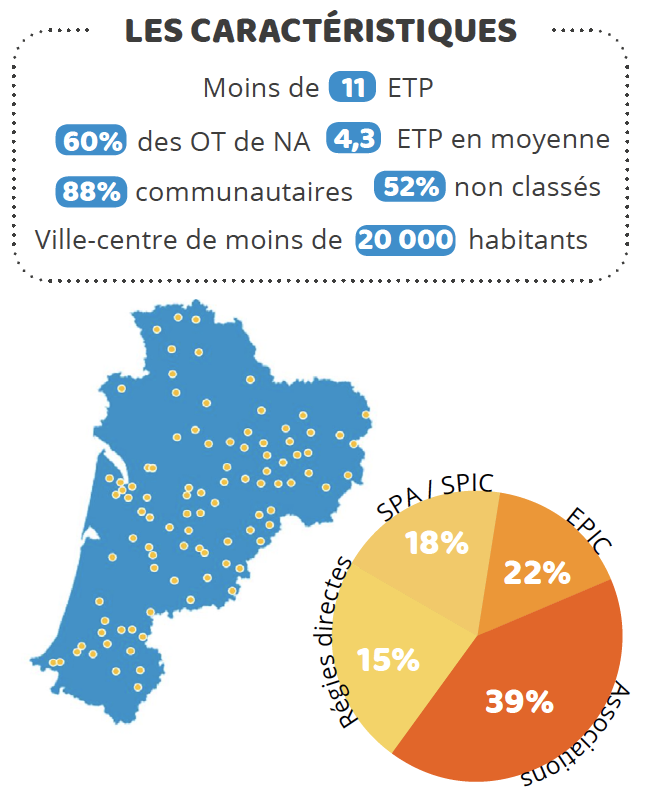 LES CARACTÉRISTIQUES
Moins de 11 ETP
60% des OT de NA 4,3 ETP en moyenne
88% communautaires 52% non classés
Ville-centre de moins de 20 000 habitants
SPA / SPIC
18%
EPIC
22%
Régies directes
15%
39%
Associations